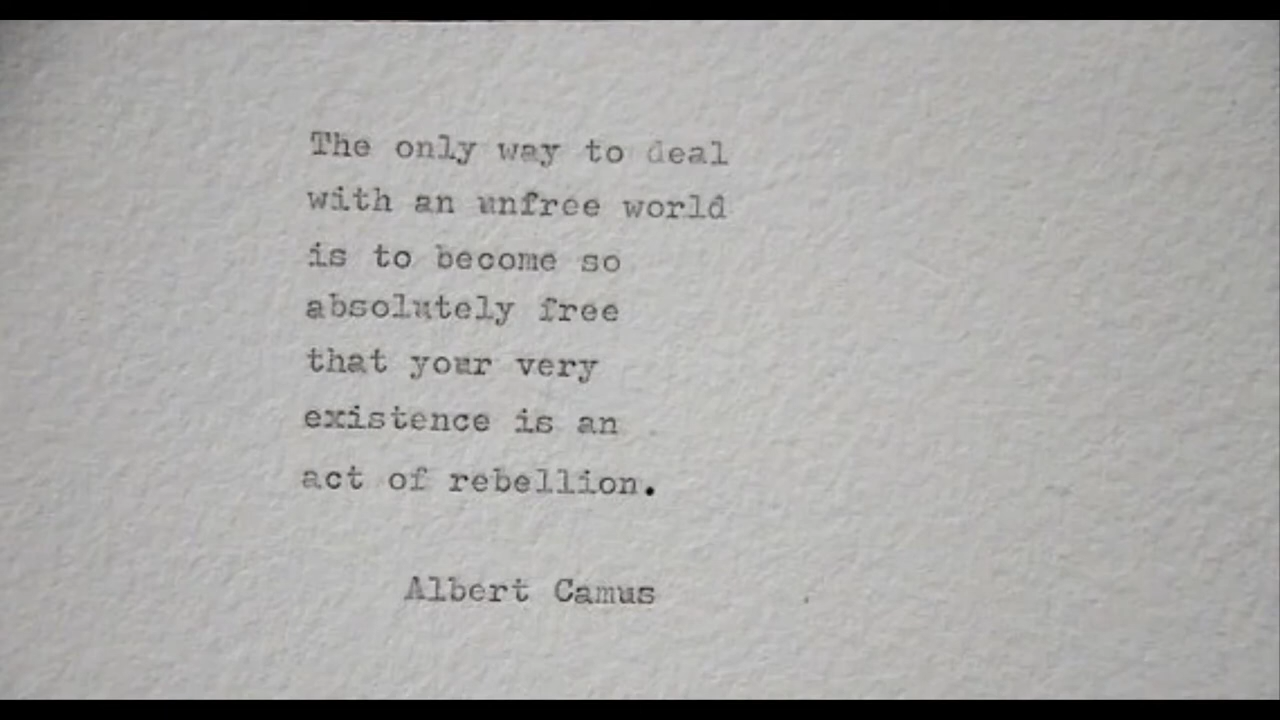 The only way to deal
with an unfree world
is to become so
absolutely free
that your very
existence is an
act of rebellion.
Albert Camus